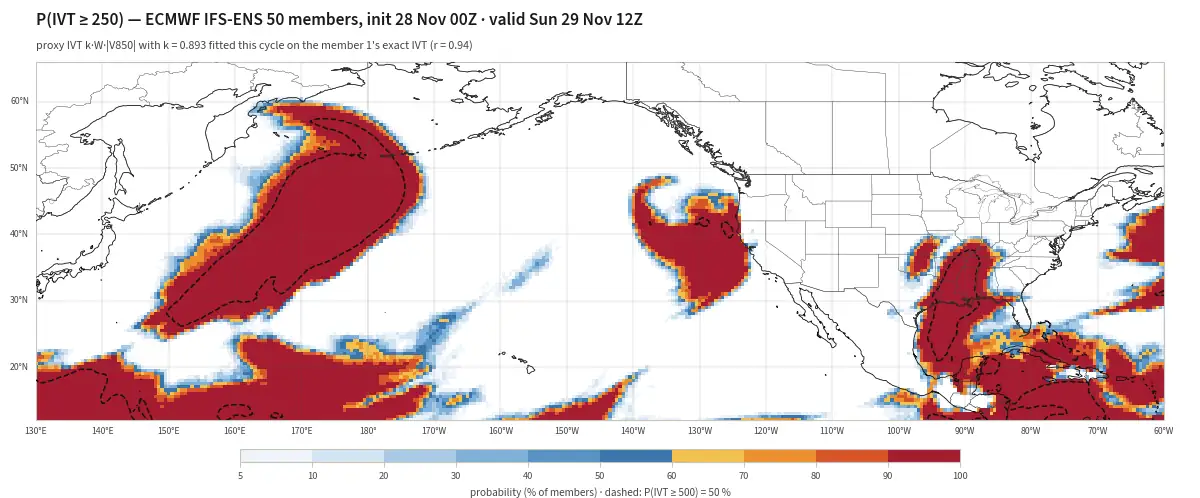 P(IVT ≥ 250) — ECMWF IFS-ENS 50 members, init 28 Nov 00Z · valid Sun 29 Nov 12Z
proxy IVT k·W·|V850| with k = 0.893 fitted this cycle on the member 1's exact IVT (r = 0.94)
60°N
50°N
40°N
30°N
20°N
130°E 140°E 150°E 160°E 170°E 180° 170°W 160°W 150°W 140°W 130°W 120°W 110°W 100°W 90°W 80°W 70°W 60°W
5 10 20 30 40 50 60 70 80 90 100
probability (% of members) · dashed: P(IVT ≥ 500) = 50 %